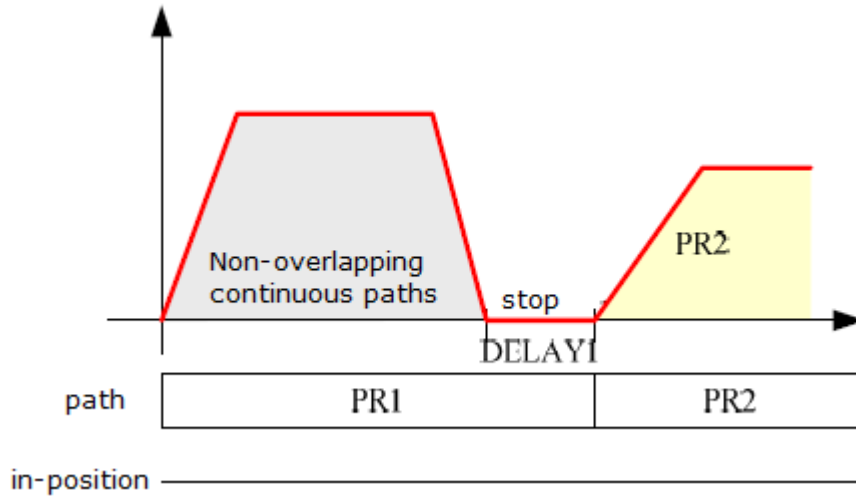 Non-overlapping
continuous paths
stop
PR2
DELAY1
path PR1 PR2
in-position